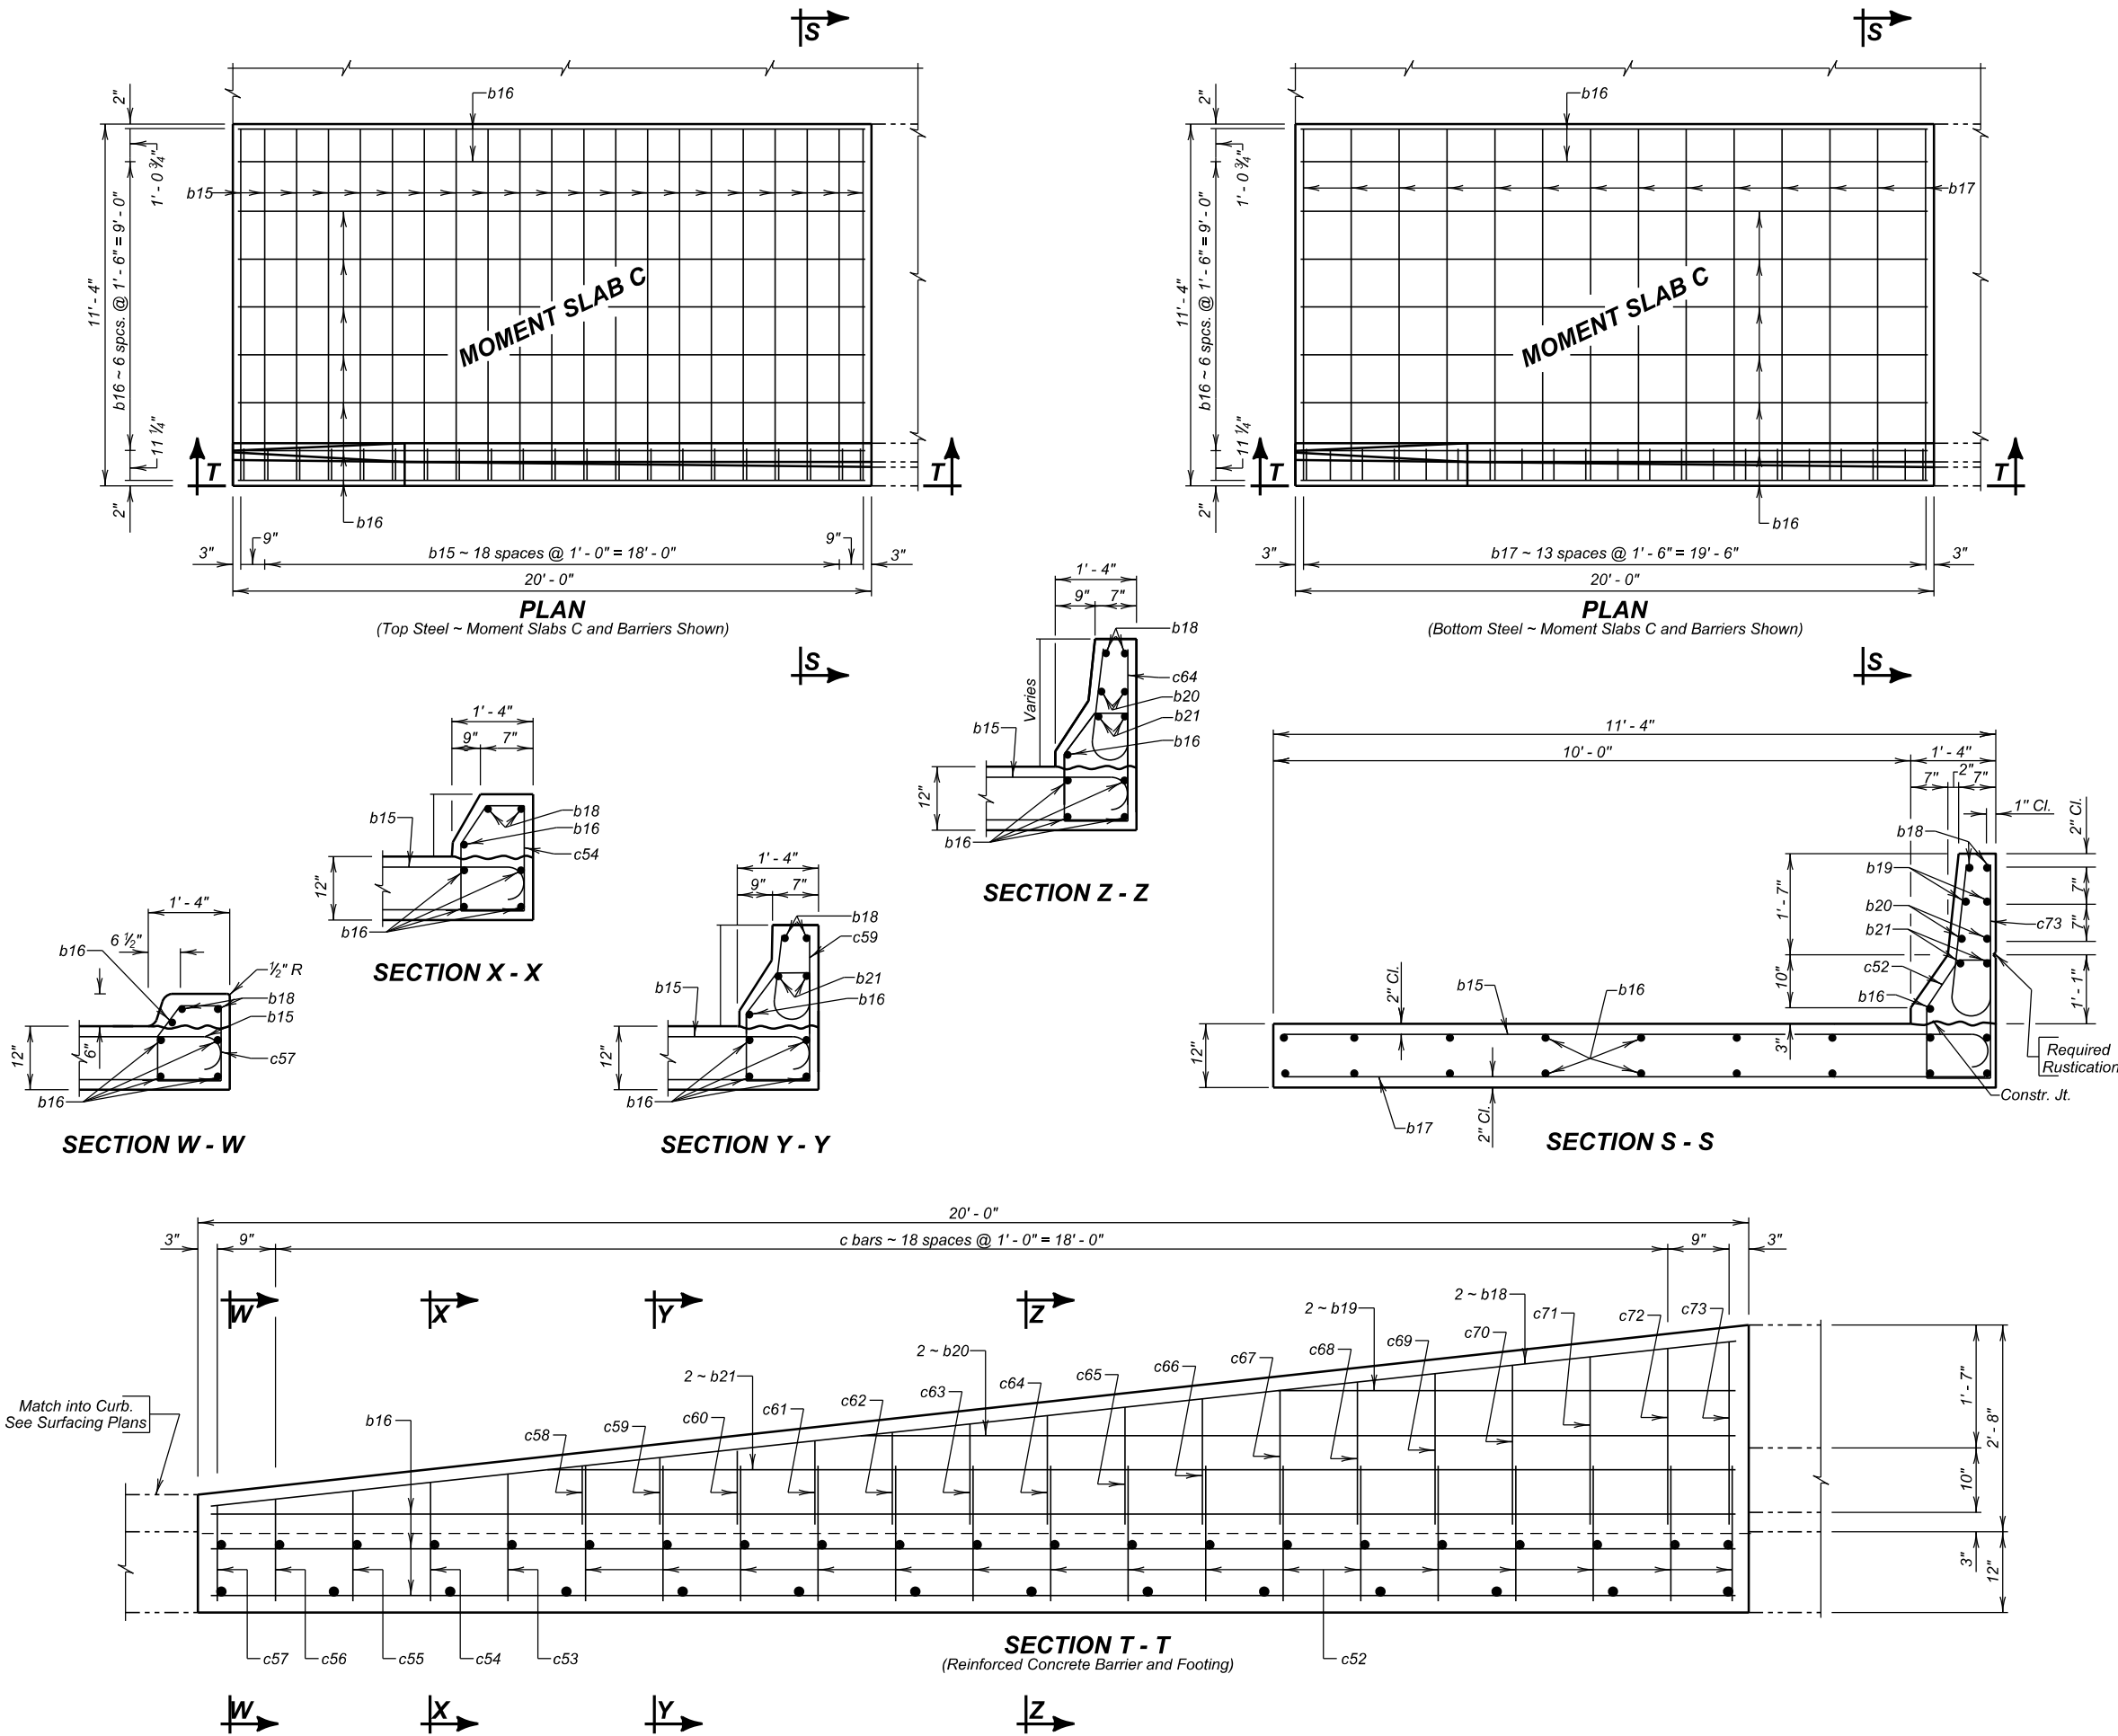 S
S
b16
b16
2"
2"
1' - 0 ¾"
1' - 0 ¾"
b15
b17
11' - 4"
b16 ~ 6 spcs. @ 1' - 6" = 9' - 0"
11' - 4"
b16 ~ 6 spcs. @ 1' - 6" = 9' - 0"
MOMENT SLAB C
MOMENT SLAB C
11 ¼"
11 ¼"
T
T
T
T
2"
2"
b16
b16
3"
9"
b15 ~ 18 spaces @ 1' - 0" = 18' - 0"
9"
3"
20' - 0"
PLAN
(Top Steel ~ Moment Slabs C and Barriers Shown)
3"
b17 ~ 13 spaces @ 1' - 6" = 19' - 6"
3"
20' - 0"
PLAN
(Bottom Steel ~ Moment Slabs C and Barriers Shown)
S
S
1' - 4"
9"
7"
b18
Varies
c64
b20
b21
b15
b16
12"
b16
SECTION Z - Z
1' - 4"
9"
7"
b18
b15
b16
c54
12"
b16
SECTION X - X
1' - 4"
6 ½"
b16
½" R
b18
b15
c57
12"
6"
b16
SECTION W - W
1' - 4"
9"
7"
b18
c59
b15
b21
b16
12"
b16
SECTION Y - Y
11' - 4"
10' - 0"
1' - 4"
2"
7"
7"
1" Cl.
2" Cl.
b18
b19
1' - 7"
7"
b20
c73
7"
b21
c52
10"
b16
1' - 1"
2" Cl.
b15
b16
12"
3"
Required
Rustication
Constr. Jt.
b17
2" Cl.
SECTION S - S
20' - 0"
3"
9"
c bars ~ 18 spaces @ 1' - 0" = 18' - 0"
9"
3"
W
X
Y
Z
2 ~ b19
2 ~ b18
c71
c72
c73
c70
c69
c68
c67
2 ~ b20
c66
c65
c64
c63
c62
2 ~ b21
c61
c60
c59
c58
b16
Match into Curb.
See Surfacing Plans
1' - 7"
2' - 8"
10"
3"
12"
c57
c56
c55
c54
c53
SECTION T - T
(Reinforced Concrete Barrier and Footing)
c52
W
X
Y
Z